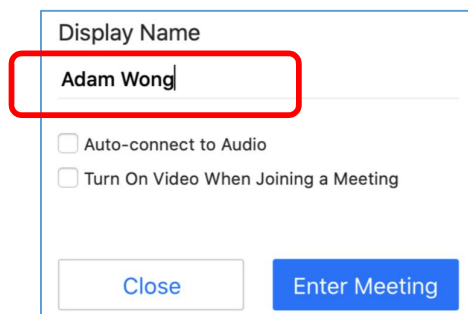 Display Name
Adam Wong
Auto-connect to Audio
Turn On Video When Joining a Meeting
Close Enter Meeting